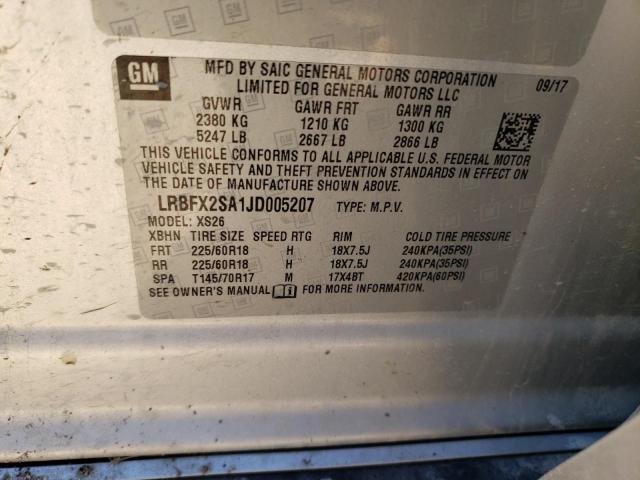 GM
MFD BY SAIC GENERAL MOTORS CORPORATION 09/17
LIMITED FOR GENERAL MOTORS LLC
GVWR GAWR FRT GAWR RR
2380 KG 1210 KG 1300 KG
5247 LB 2667 LB 2866 LB
THIS VEHICLE CONFORMS TO ALL APPLICABLE U.S. FEDERAL MOTOR
VEHICLE SAFETY AND THEFT PREVENTION STANDARDS IN EFFECT ON
THE DATE OF MANUFACTURE SHOWN ABOVE.
LRBFX2SA1JD005207 TYPE: M.P.V.
MODEL: XS26
XBHN TIRE SIZE SPEED RTG RIM COLD TIRE PRESSURE
FRT 225/60R18 H 18X7.5J 240KPA(35PSI)
RR 225/60R18 H 18X7.5J 240KPA(35PSI)
SPA T145/70R17 M 17X4BT 420KPA(60PSI)
SEE OWNER'S MANUAL FOR MORE INFORMATION.